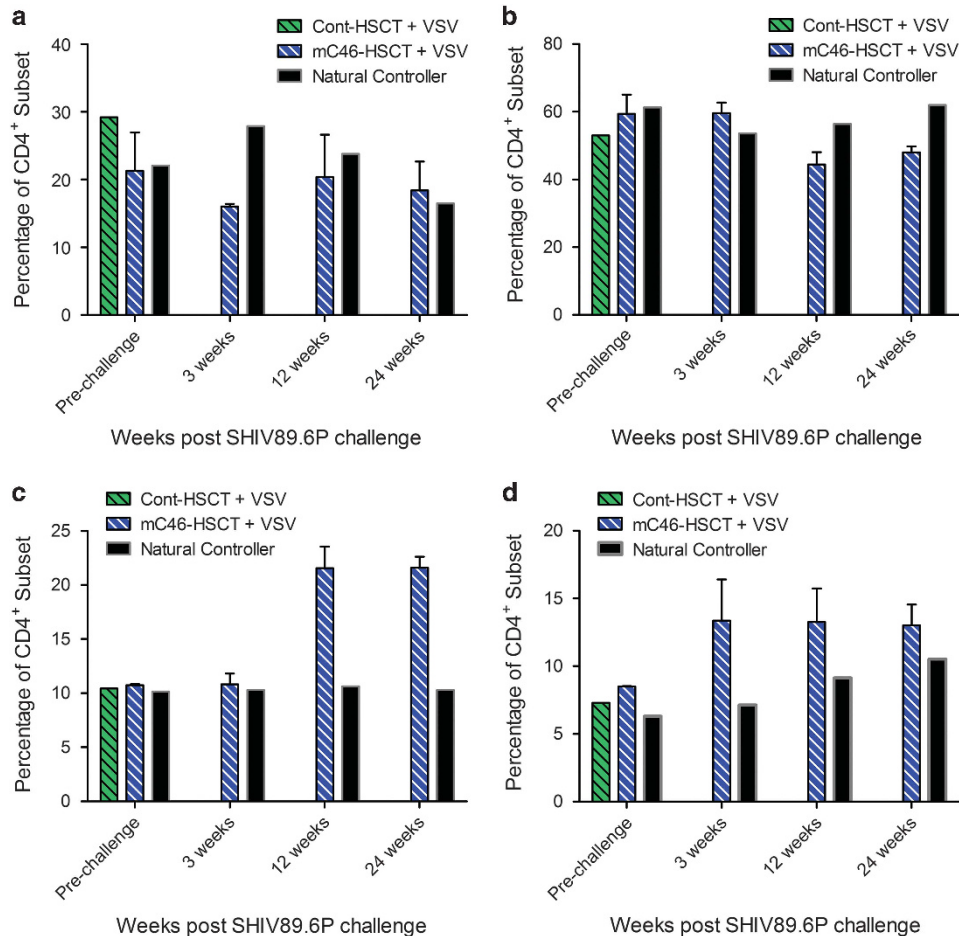 a
Cont-HSCT + VSV
mC46-HSCT + VSV
Natural Controller
Percentage of CD4⁺ Subset
40
30
20
10
0
Pre-challenge
3 weeks
12 weeks
24 weeks
Weeks post SHIV89.6P challenge
b
Cont-HSCT + VSV
mC46-HSCT + VSV
Natural Controller
Percentage of CD4⁺ Subset
80
60
40
20
0
Pre-challenge
3 weeks
12 weeks
24 weeks
Weeks post SHIV89.6P challenge
c
Cont-HSCT + VSV
mC46-HSCT + VSV
Natural Controller
Percentage of CD4⁺ Subset
25
20
15
10
5
0
Pre-challenge
3 weeks
12 weeks
24 weeks
Weeks post SHIV89.6P challenge
d
Cont-HSCT + VSV
mC46-HSCT + VSV
Natural Controller
Percentage of CD4⁺ Subset
20
15
10
5
0
Pre-challenge
3 weeks
12 weeks
24 weeks
Weeks post SHIV89.6P challenge